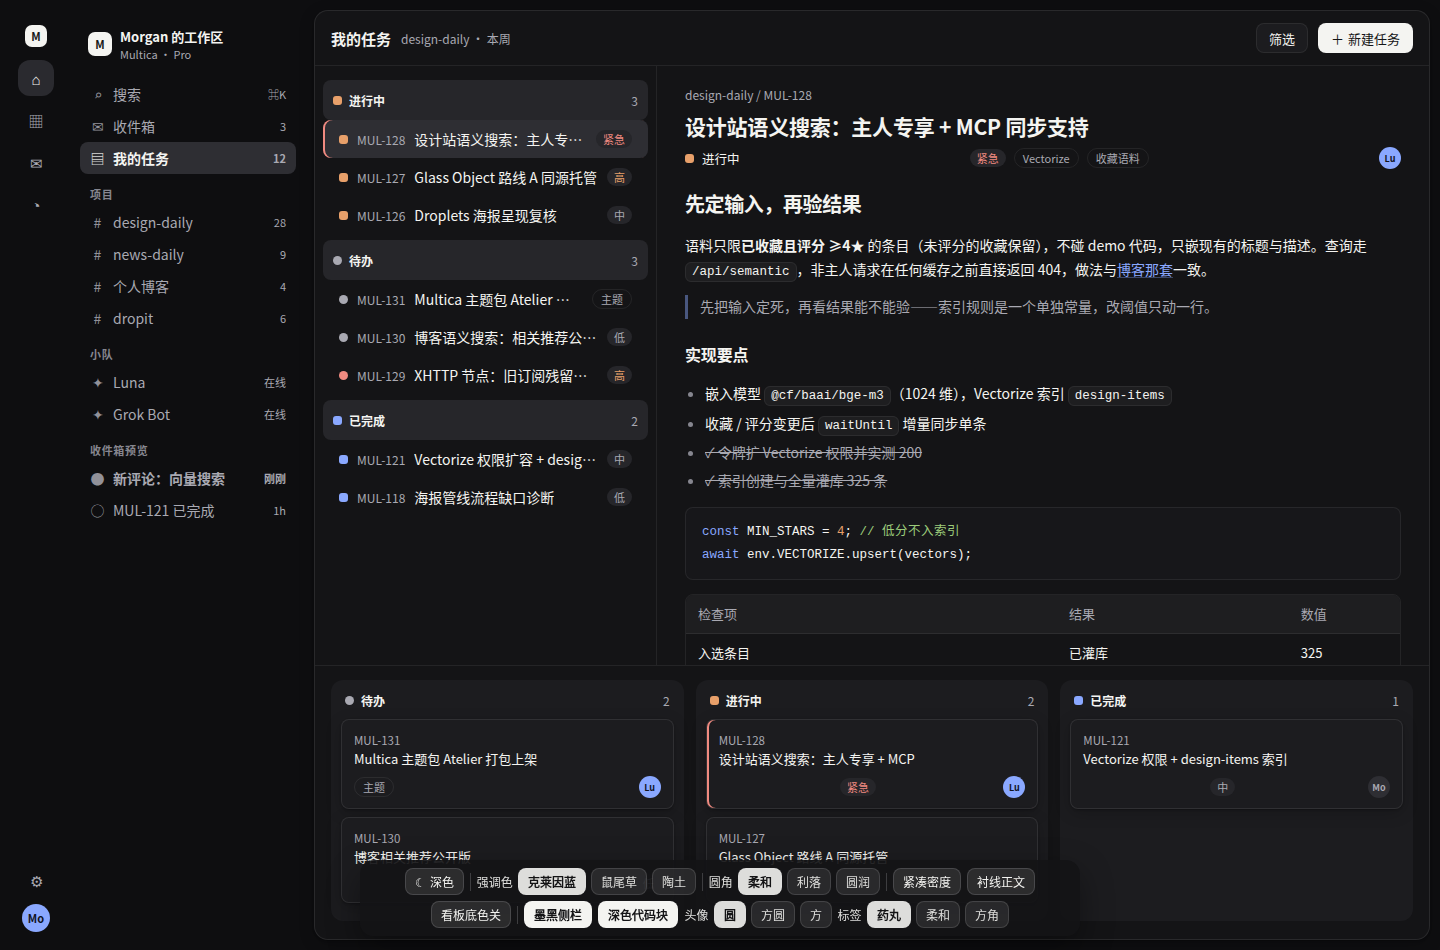 M
Mo
M
Morgan 的工作区
Multica · Pro
搜索 ⌘K
收件箱 3
我的任务 12
项目
# design-daily 28
# news-daily 9
# 个人博客 4
# dropit 6
小队
Luna 在线
Grok Bot 在线
收件箱预览
新评论：向量搜索 刚刚
MUL-121 已完成 1h
我的任务 design-daily · 本周
筛选
＋ 新建任务
进行中 3
MUL-128 设计站语义搜索：主人专… 紧急
MUL-127 Glass Object 路线 A 同源托管 高
MUL-126 Droplets 海报呈现复核 中
待办 3
MUL-131 Multica 主题包 Atelier … 主题
MUL-130 博客语义搜索：相关推荐公… 低
MUL-129 XHTTP 节点：旧订阅残留… 高
已完成 2
MUL-121 Vectorize 权限扩容 + desig… 中
MUL-118 海报管线流程缺口诊断 低
design-daily / MUL-128
设计站语义搜索：主人专享 + MCP 同步支持
进行中 紧急 Vectorize 收藏语料 Lu
先定输入，再验结果
语料只限已收藏且评分 ≥4★ 的条目（未评分的收藏保留），不碰 demo 代码，只嵌现有的标题与描述。查询走
/api/semantic，非主人请求在任何缓存之前直接返回 404，做法与博客那套一致。
先把输入定死，再看结果能不能验——索引规则是一个单独常量，改阈值只动一行。
实现要点
嵌入模型 @cf/baai/bge-m3（1024 维），Vectorize 索引 design-items
收藏 / 评分变更后 waitUntil 增量同步单条
✓ 令牌扩 Vectorize 权限并实测 200
✓ 索引创建与全量灌库 325 条
const MIN_STARS = 4; // 低分不入索引
await env.VECTORIZE.upsert(vectors);
检查项 结果 数值
入选条目 已灌库 325
待办 2
MUL-131
Multica 主题包 Atelier 打包上架
主题 Lu
MUL-130
博客相关推荐公开版
进行中 2
MUL-128
设计站语义搜索：主人专享 + MCP
紧急 Lu
MUL-127
Glass Object 路线 A 同源托管
已完成 1
MUL-121
Vectorize 权限 + design-items 索引
中 Mo
☾ 深色 强调色 克莱因蓝 鼠尾草 陶土 圆角 柔和 利落 圆润 紧凑密度 衬线正文
看板底色关 墨黑侧栏 深色代码块 头像 圆 方圆 方 标签 药丸 柔和 方角